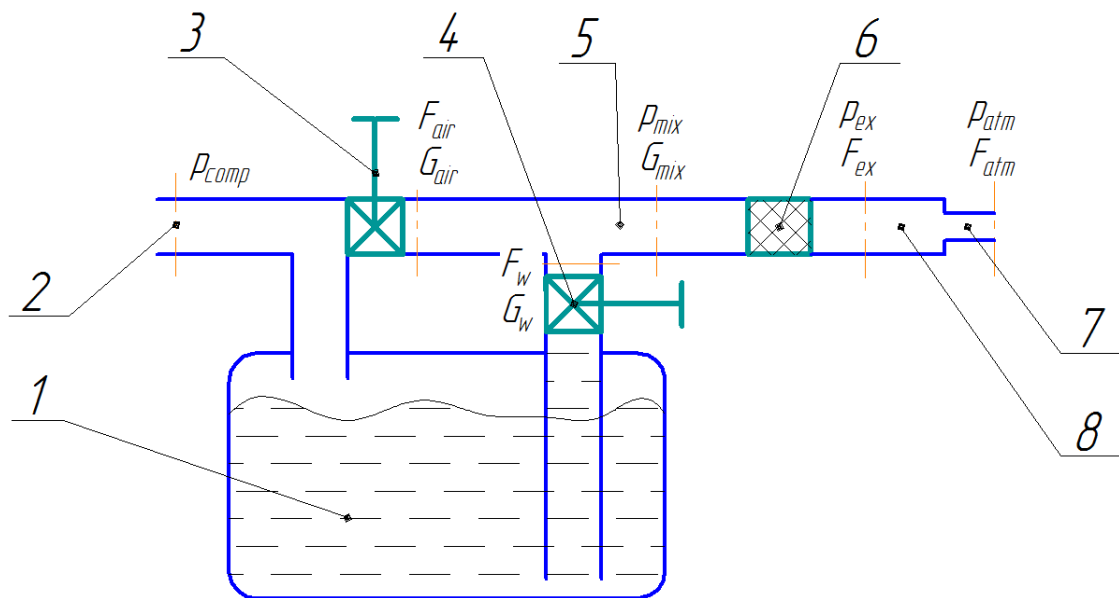 3
4
5
6
F_air
G_air
P_comp
P_mix
G_mix
P_ex
F_ex
P_atm
F_atm
F_w
G_w
2
7
1
8